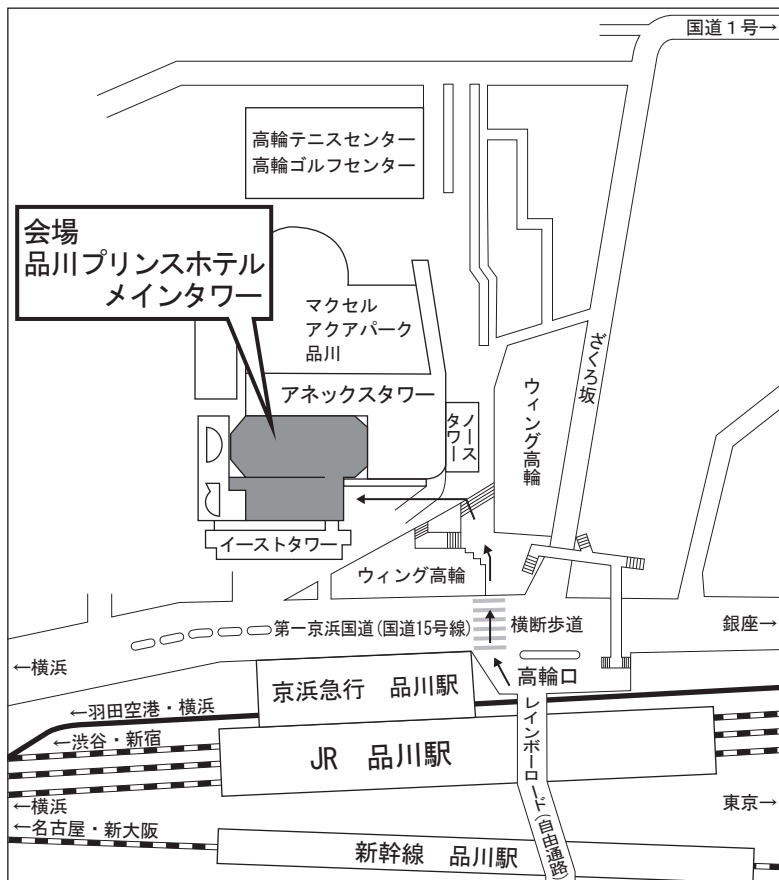 国道１号→
高輪テニスセンター
高輪ゴルフセンター
会場
品川プリンスホテル
メインタワー
マクセル
アクアパーク
品川
ざくろ坂
アネックスタワー
ウィング高輪
ノース
タワー
イーストタワー
ウィング高輪
第一京浜国道(国道15号線)
横断歩道
銀座→
←横浜
高輪口
京浜急行　品川駅
←羽田空港・横浜
レインボーロード(自由通路)
←渋谷・新宿
JR　品川駅
←横浜
東京→
←名古屋・新大阪
新幹線　品川駅